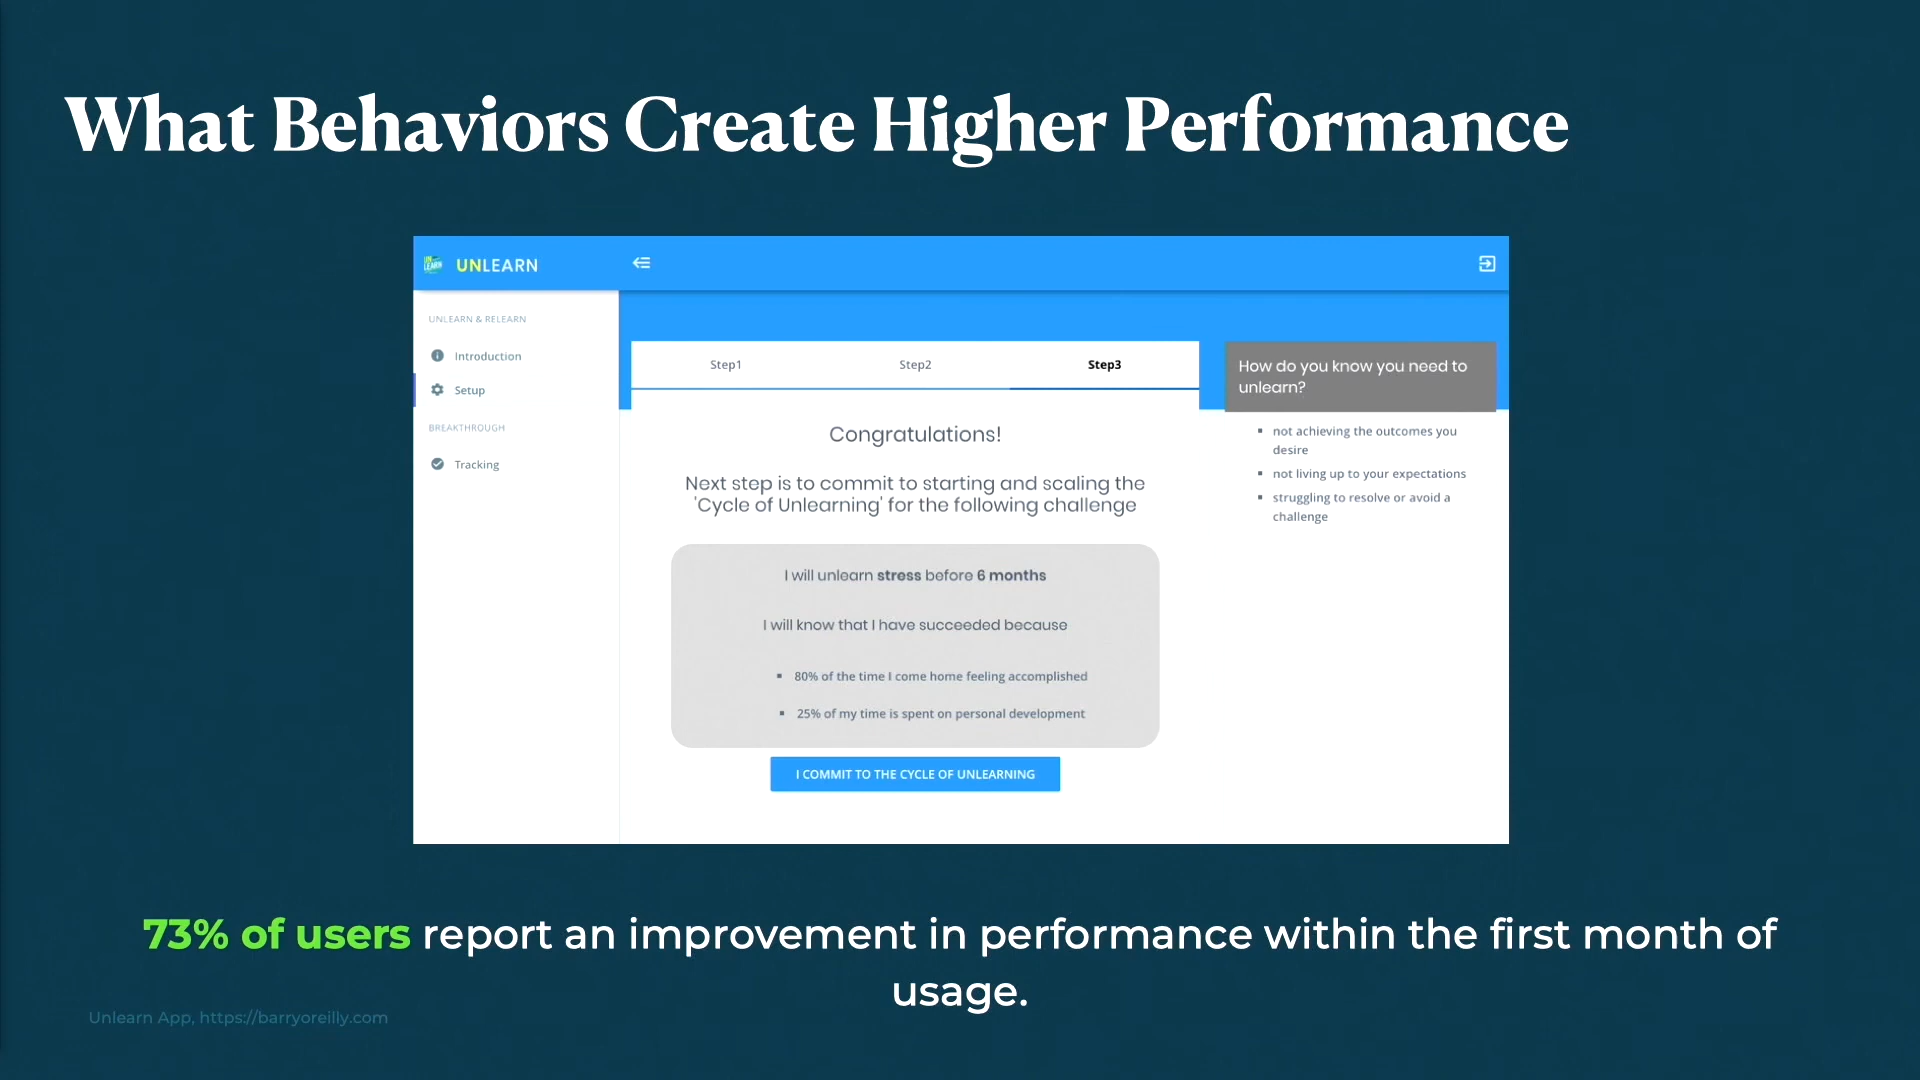 What Behaviors Create Higher Performance
UNLEARN
UNLEARN
UNLEARN & RELEARN
Introduction
Setup
BREAKTHROUGH
Tracking
Step1
Step2
Step3
Congratulations!
Next step is to commit to starting and scaling the
'Cycle of Unlearning' for the following challenge
I will unlearn stress before 6 months
I will know that I have succeeded because
▪ 80% of the time I come home feeling accomplished
▪ 25% of my time is spent on personal development
I COMMIT TO THE CYCLE OF UNLEARNING
How do you know you need to
unlearn?
▪ not achieving the outcomes you
desire
▪ not living up to your expectations
▪ struggling to resolve or avoid a
challenge
73% of users report an improvement in performance within the first month of
usage.
Unlearn App, https://barryoreilly.com